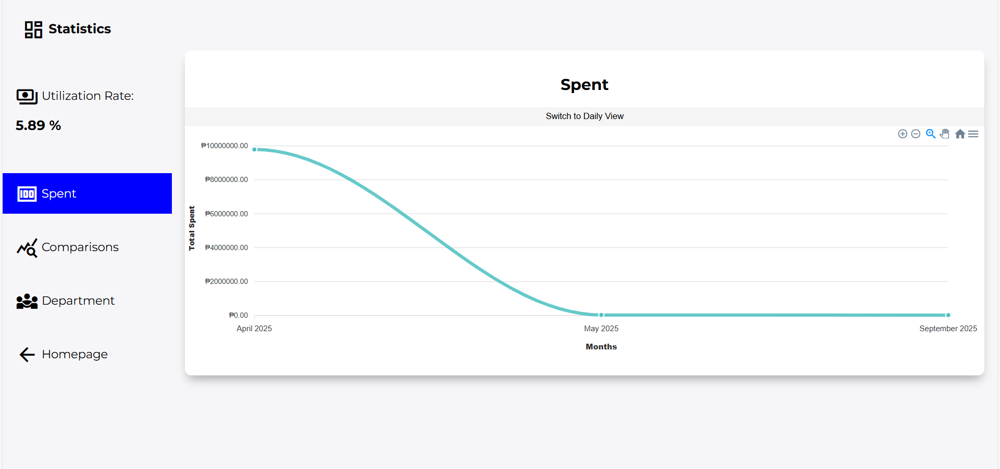 Statistics
Utilization Rate:
5.89 %
Spent
Comparisons
Department
Homepage
Spent
Switch to Daily View
₱10000000.00
₱8000000.00
₱6000000.00
₱4000000.00
₱2000000.00
₱0.00
Total Spent
April 2025
May 2025
September 2025
Months